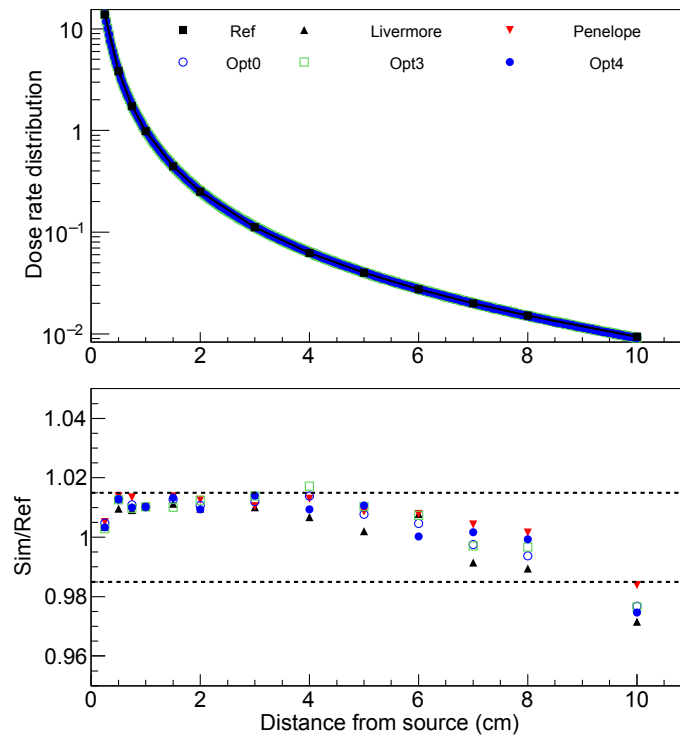 Ref Livermore Penelope
Opt0 Opt3 Opt4
Dose rate distribution
10
1
10⁻¹
10⁻²
0 2 4 6 8 10
Sim/Ref
1.04
1.02
1
0.98
0.96
0 2 4 6 8 10
Distance from source (cm)